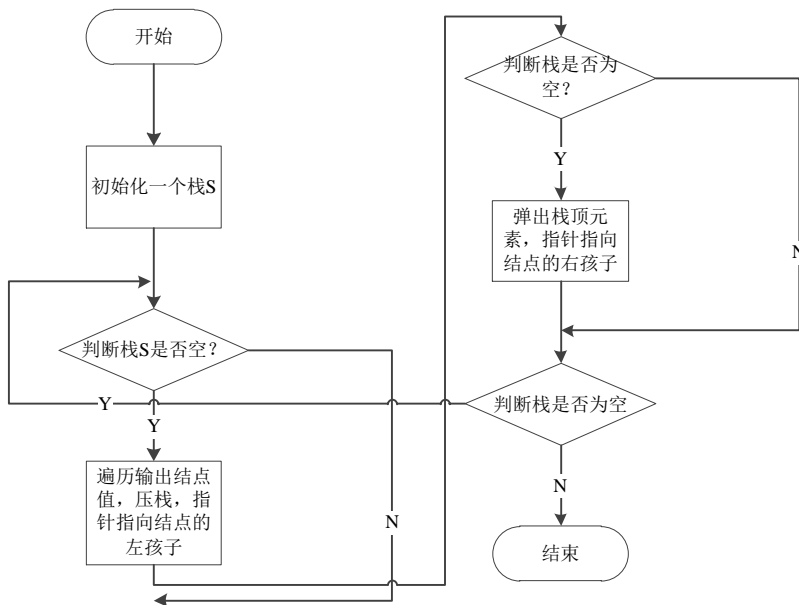 开始
初始化一个栈S
判断栈S是否空？
Y
Y
遍历输出结点
值，压栈，指
针指向结点的
左孩子
N
判断栈是否为
空？
Y
N
弹出栈顶元
素，指针指向
结点的右孩子
判断栈是否为空
N
结束